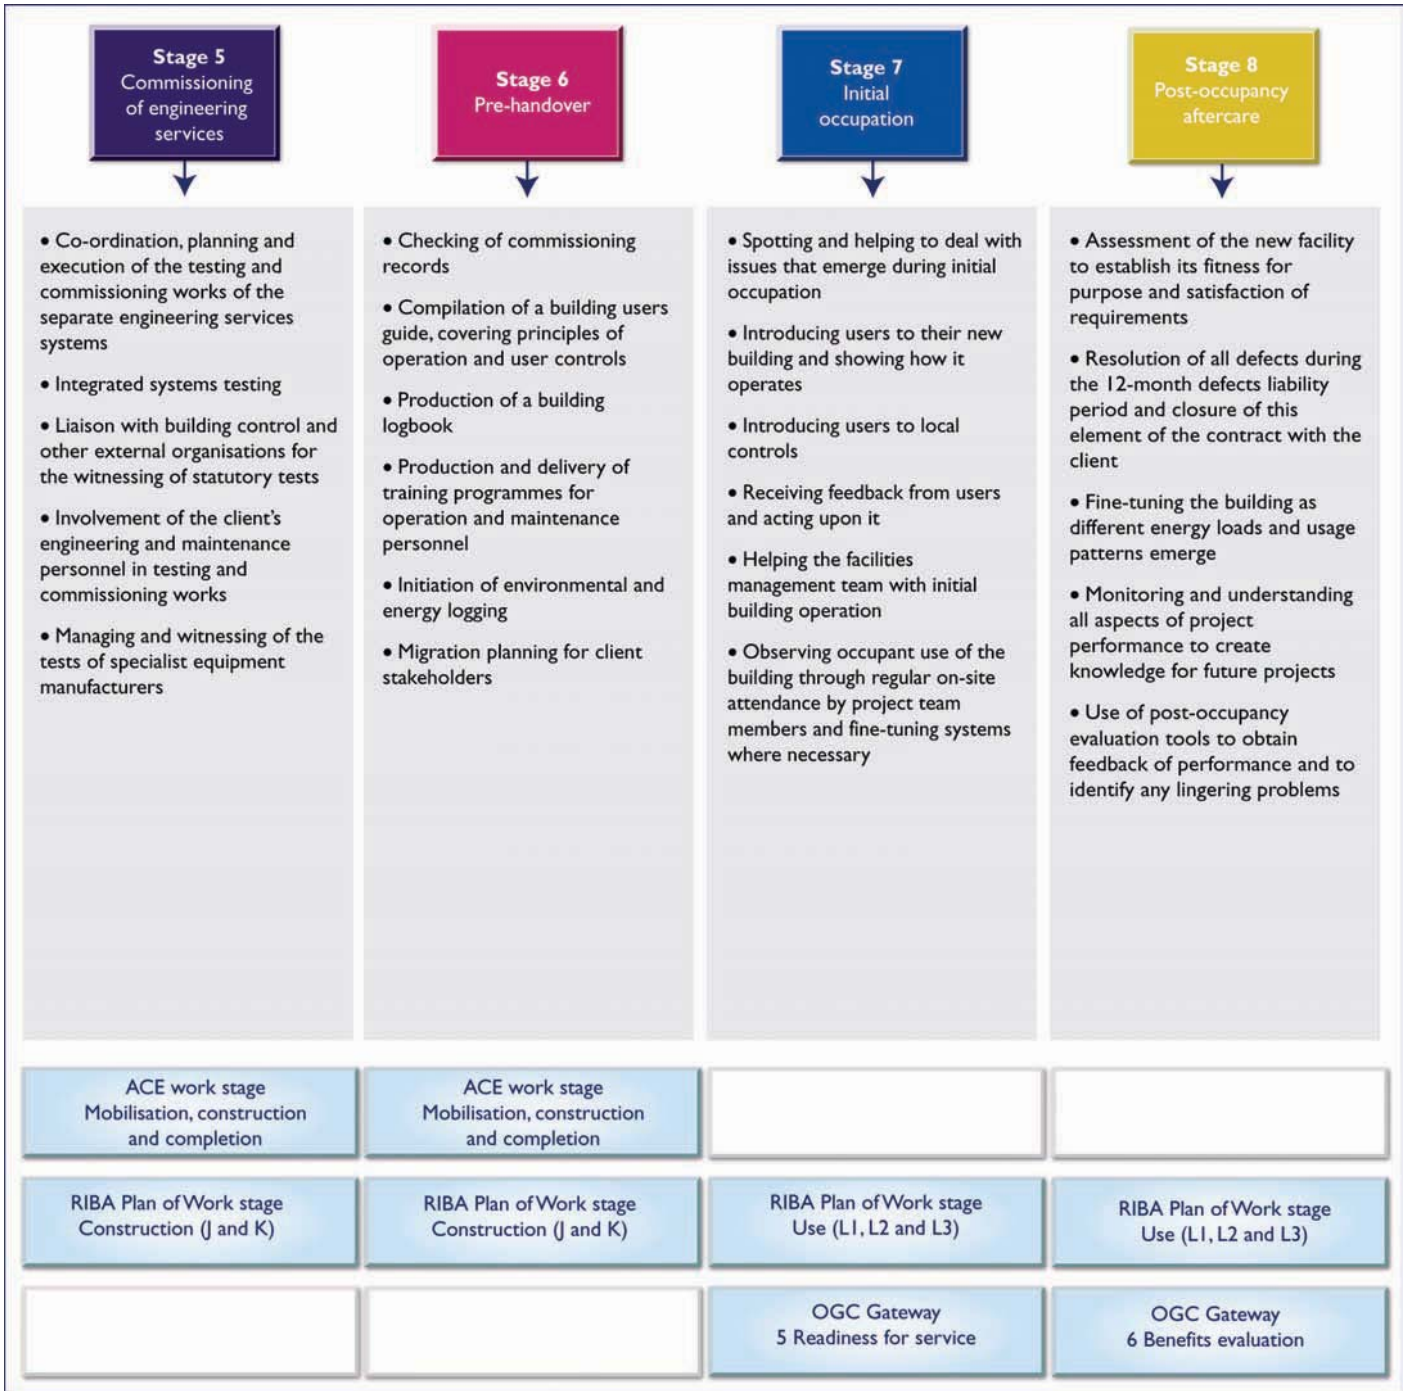 Stage 5
Commissioning
of engineering
services
Stage 6
Pre-handover
Stage 7
Initial
occupation
Stage 8
Post-occupancy
aftercare
• Co-ordination, planning and
execution of the testing and
commissioning works of the
separate engineering services
systems
• Integrated systems testing
• Liaison with building control and
other external organisations for
the witnessing of statutory tests
• Involvement of the client's
engineering and maintenance
personnel in testing and
commissioning works
• Managing and witnessing of the
tests of specialist equipment
manufacturers
• Checking of commissioning
records
• Compilation of a building users
guide, covering principles of
operation and user controls
• Production of a building
logbook
• Production and delivery of
training programmes for
operation and maintenance
personnel
• Initiation of environmental and
energy logging
• Migration planning for client
stakeholders
• Spotting and helping to deal with
issues that emerge during initial
occupation
• Introducing users to their new
building and showing how it
operates
• Introducing users to local
controls
• Receiving feedback from users
and acting upon it
• Helping the facilities
management team with initial
building operation
• Observing occupant use of the
building through regular on-site
attendance by project team
members and fine-tuning systems
where necessary
• Assessment of the new facility
to establish its fitness for
purpose and satisfaction of
requirements
• Resolution of all defects during
the 12-month defects liability
period and closure of this
element of the contract with the
client
• Fine-tuning the building as
different energy loads and usage
patterns emerge
• Monitoring and understanding
all aspects of project
performance to create
knowledge for future projects
• Use of post-occupancy
evaluation tools to obtain
feedback of performance and to
identify any lingering problems
ACE work stage
Mobilisation, construction
and completion
ACE work stage
Mobilisation, construction
and completion
RIBA Plan of Work stage
Construction (J and K)
RIBA Plan of Work stage
Construction (J and K)
RIBA Plan of Work stage
Use (L1, L2 and L3)
RIBA Plan of Work stage
Use (L1, L2 and L3)
OGC Gateway
5 Readiness for service
OGC Gateway
6 Benefits evaluation